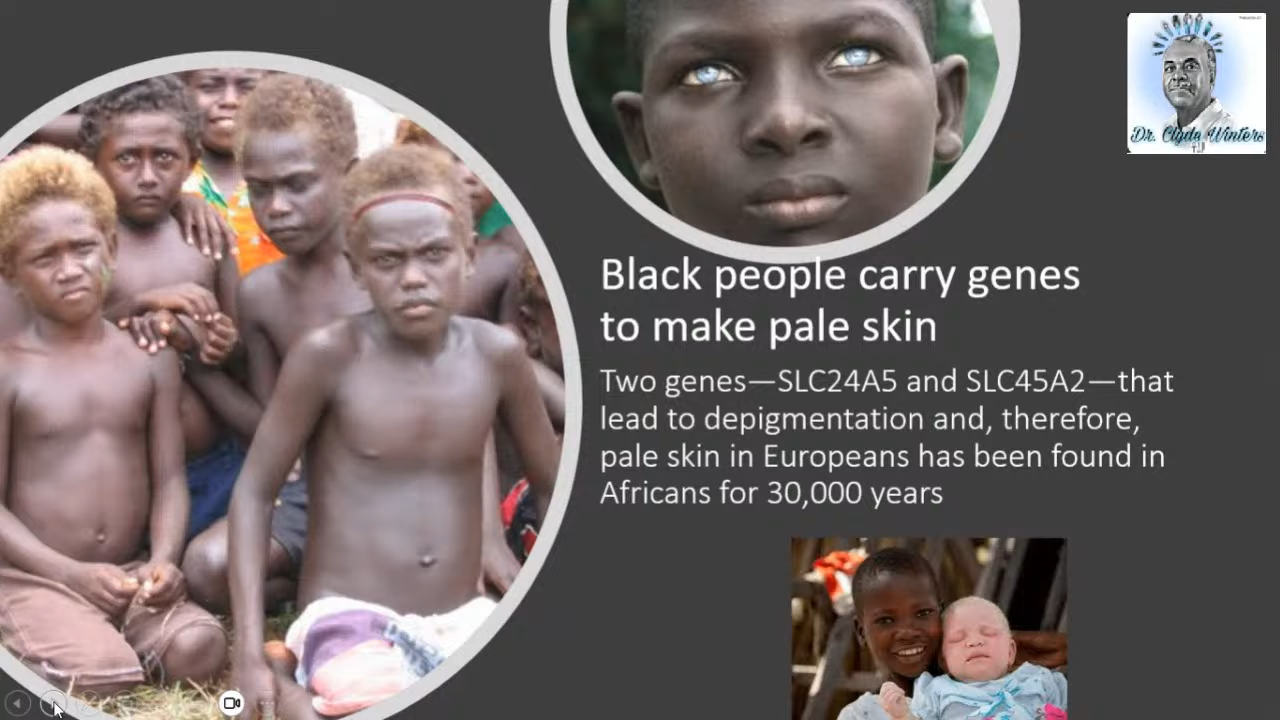 Dr. Clyde Winters
Black people carry genes
to make pale skin
Two genes—SLC24A5 and SLC45A2—that
lead to depigmentation and, therefore,
pale skin in Europeans has been found in
Africans for 30,000 years